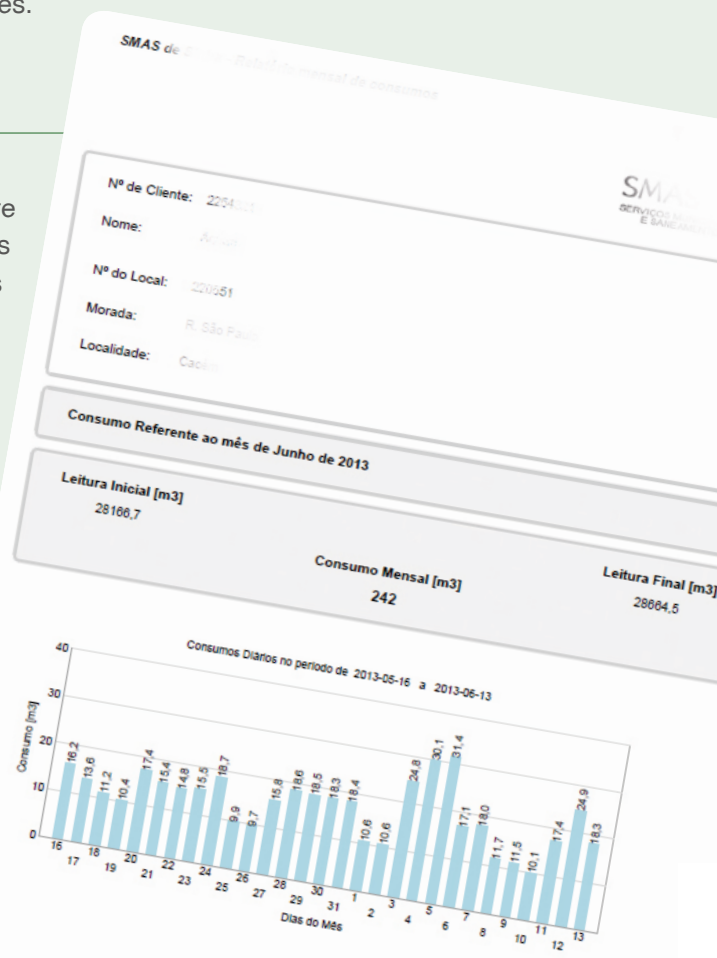 es.
SMAS de mensal de consumos
e
s
s
SMAS
SERVIÇOS
E
Nº de Cliente:
Nome:
Nº do Local:
Morada: R. São
Localidade:
Consumo Referente ao mês de Junho de 2013
Leitura Inicial [m3]
28166,7
Consumo Mensal [m3]
242
Leitura Final [m3]
28664,5
Consumos Diários no período de 2013-05-16 a 2013-06-13
Consumo [m3]
40
30
20
10
0
16,2 13,6 11,2 10,4 17,4 15,4 14,8 15,5 18,7 9,9 9,7 15,8 18,6 18,5 18,3 18,4 10,6 10,6 24,8 30,1 31,4 17,1 18,0 11,7 11,5 10,1 17,4 24,9 18,3
16 17 18 19 20 21 22 23 24 25 26 27 28 29 30 31 1 2 3 4 5 6 7 8 9 10 11 12 13
Dias do Mês